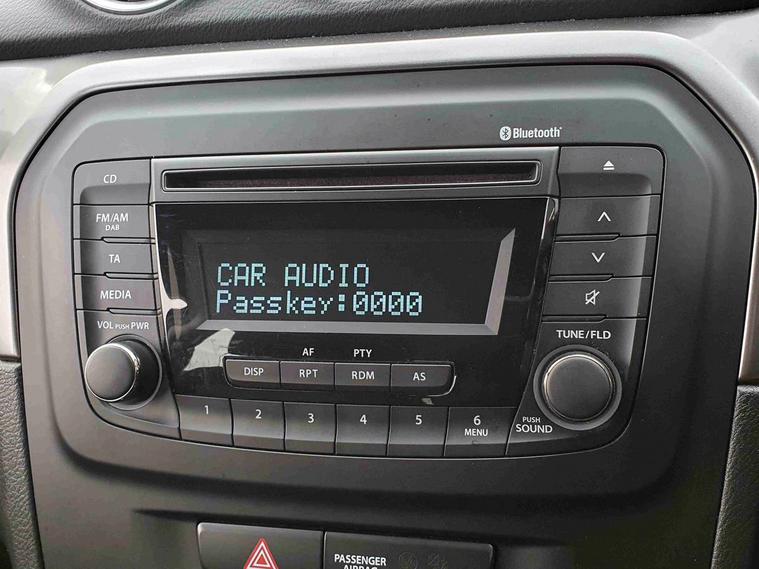 Bluetooth
CD
FM/AM
DAB
TA
MEDIA
VOL PUSH PWR
CAR AUDIO
Passkey:0000
AF
PTY
DISP
RPT
RDM
AS
1
2
3
4
5
6
MENU
TUNE/FLD
PUSH
SOUND
PASSENGER
AIRBAG